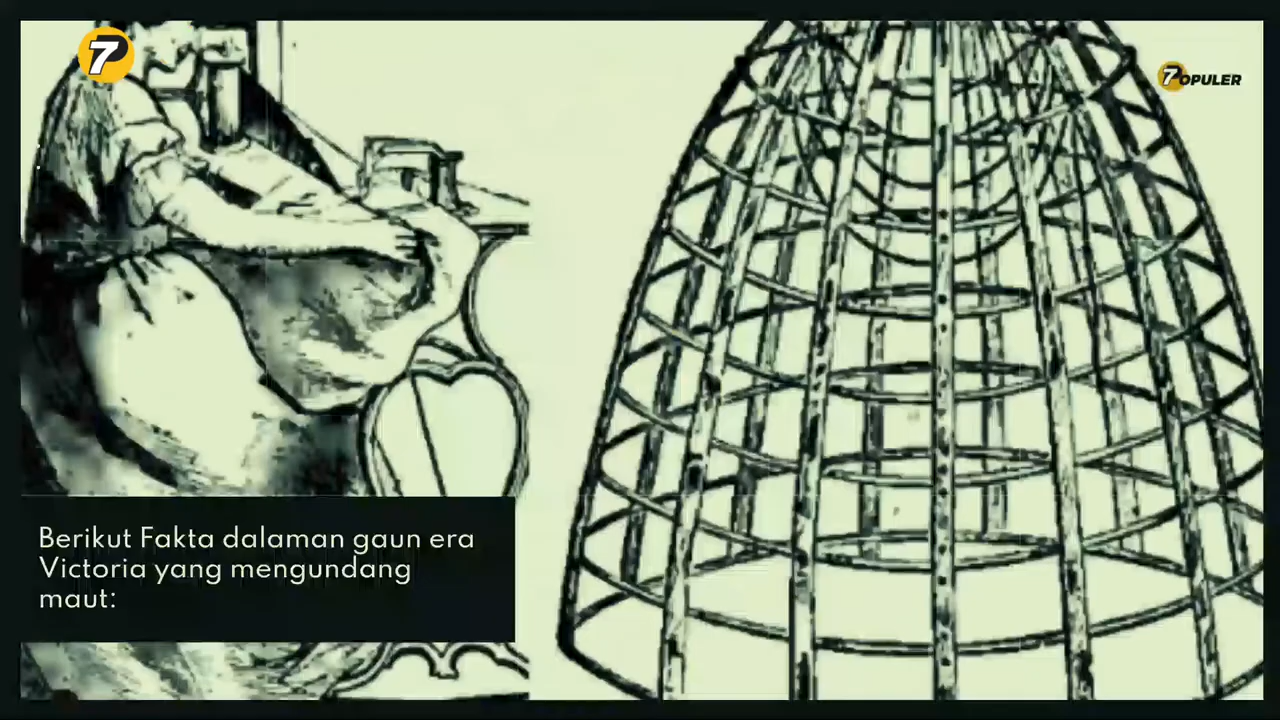 7
7OPULER
Berikut Fakta dalaman gaun era
Victoria yang mengundang
maut: